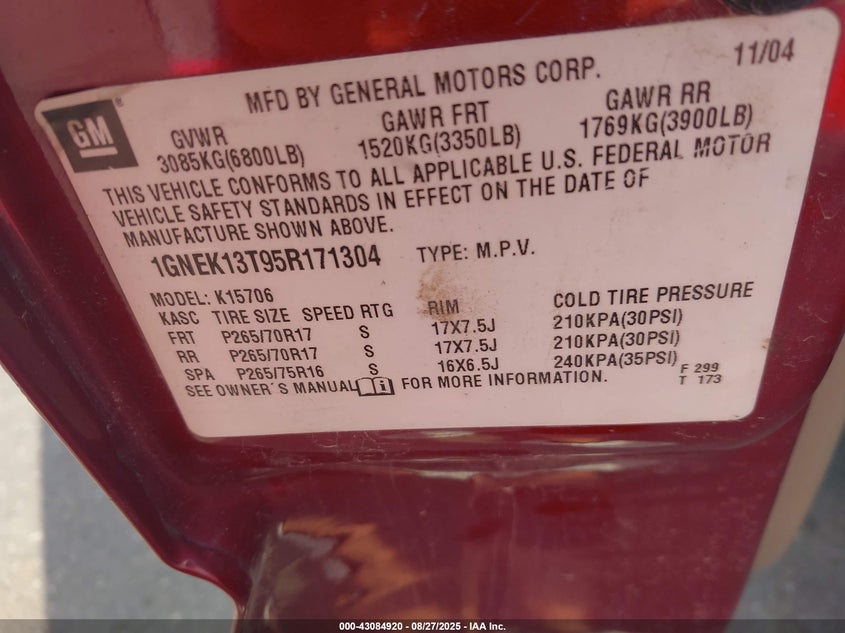 11/04
MFD BY GENERAL MOTORS CORP.
GM
GVWR GAWR FRT GAWR RR
3085KG(6800LB) 1520KG(3350LB) 1769KG(3900LB)
THIS VEHICLE CONFORMS TO ALL APPLICABLE U.S. FEDERAL MOTOR
VEHICLE SAFETY STANDARDS IN EFFECT ON THE DATE OF
MANUFACTURE SHOWN ABOVE.
1GNEK13T95R171304 TYPE: M.P.V.
MODEL: K15706
KASC TIRE SIZE SPEED RTG RIM COLD TIRE PRESSURE
FRT P265/70R17 S 17X7.5J 210KPA(30PSI)
RR P265/70R17 S 17X7.5J 210KPA(30PSI)
SPA P265/75R16 S 16X6.5J 240KPA(35PSI)
SEE OWNER'S MANUAL FOR MORE INFORMATION.
F 299
T 173
000-43084920 - 08/27/2025 - IAA Inc.